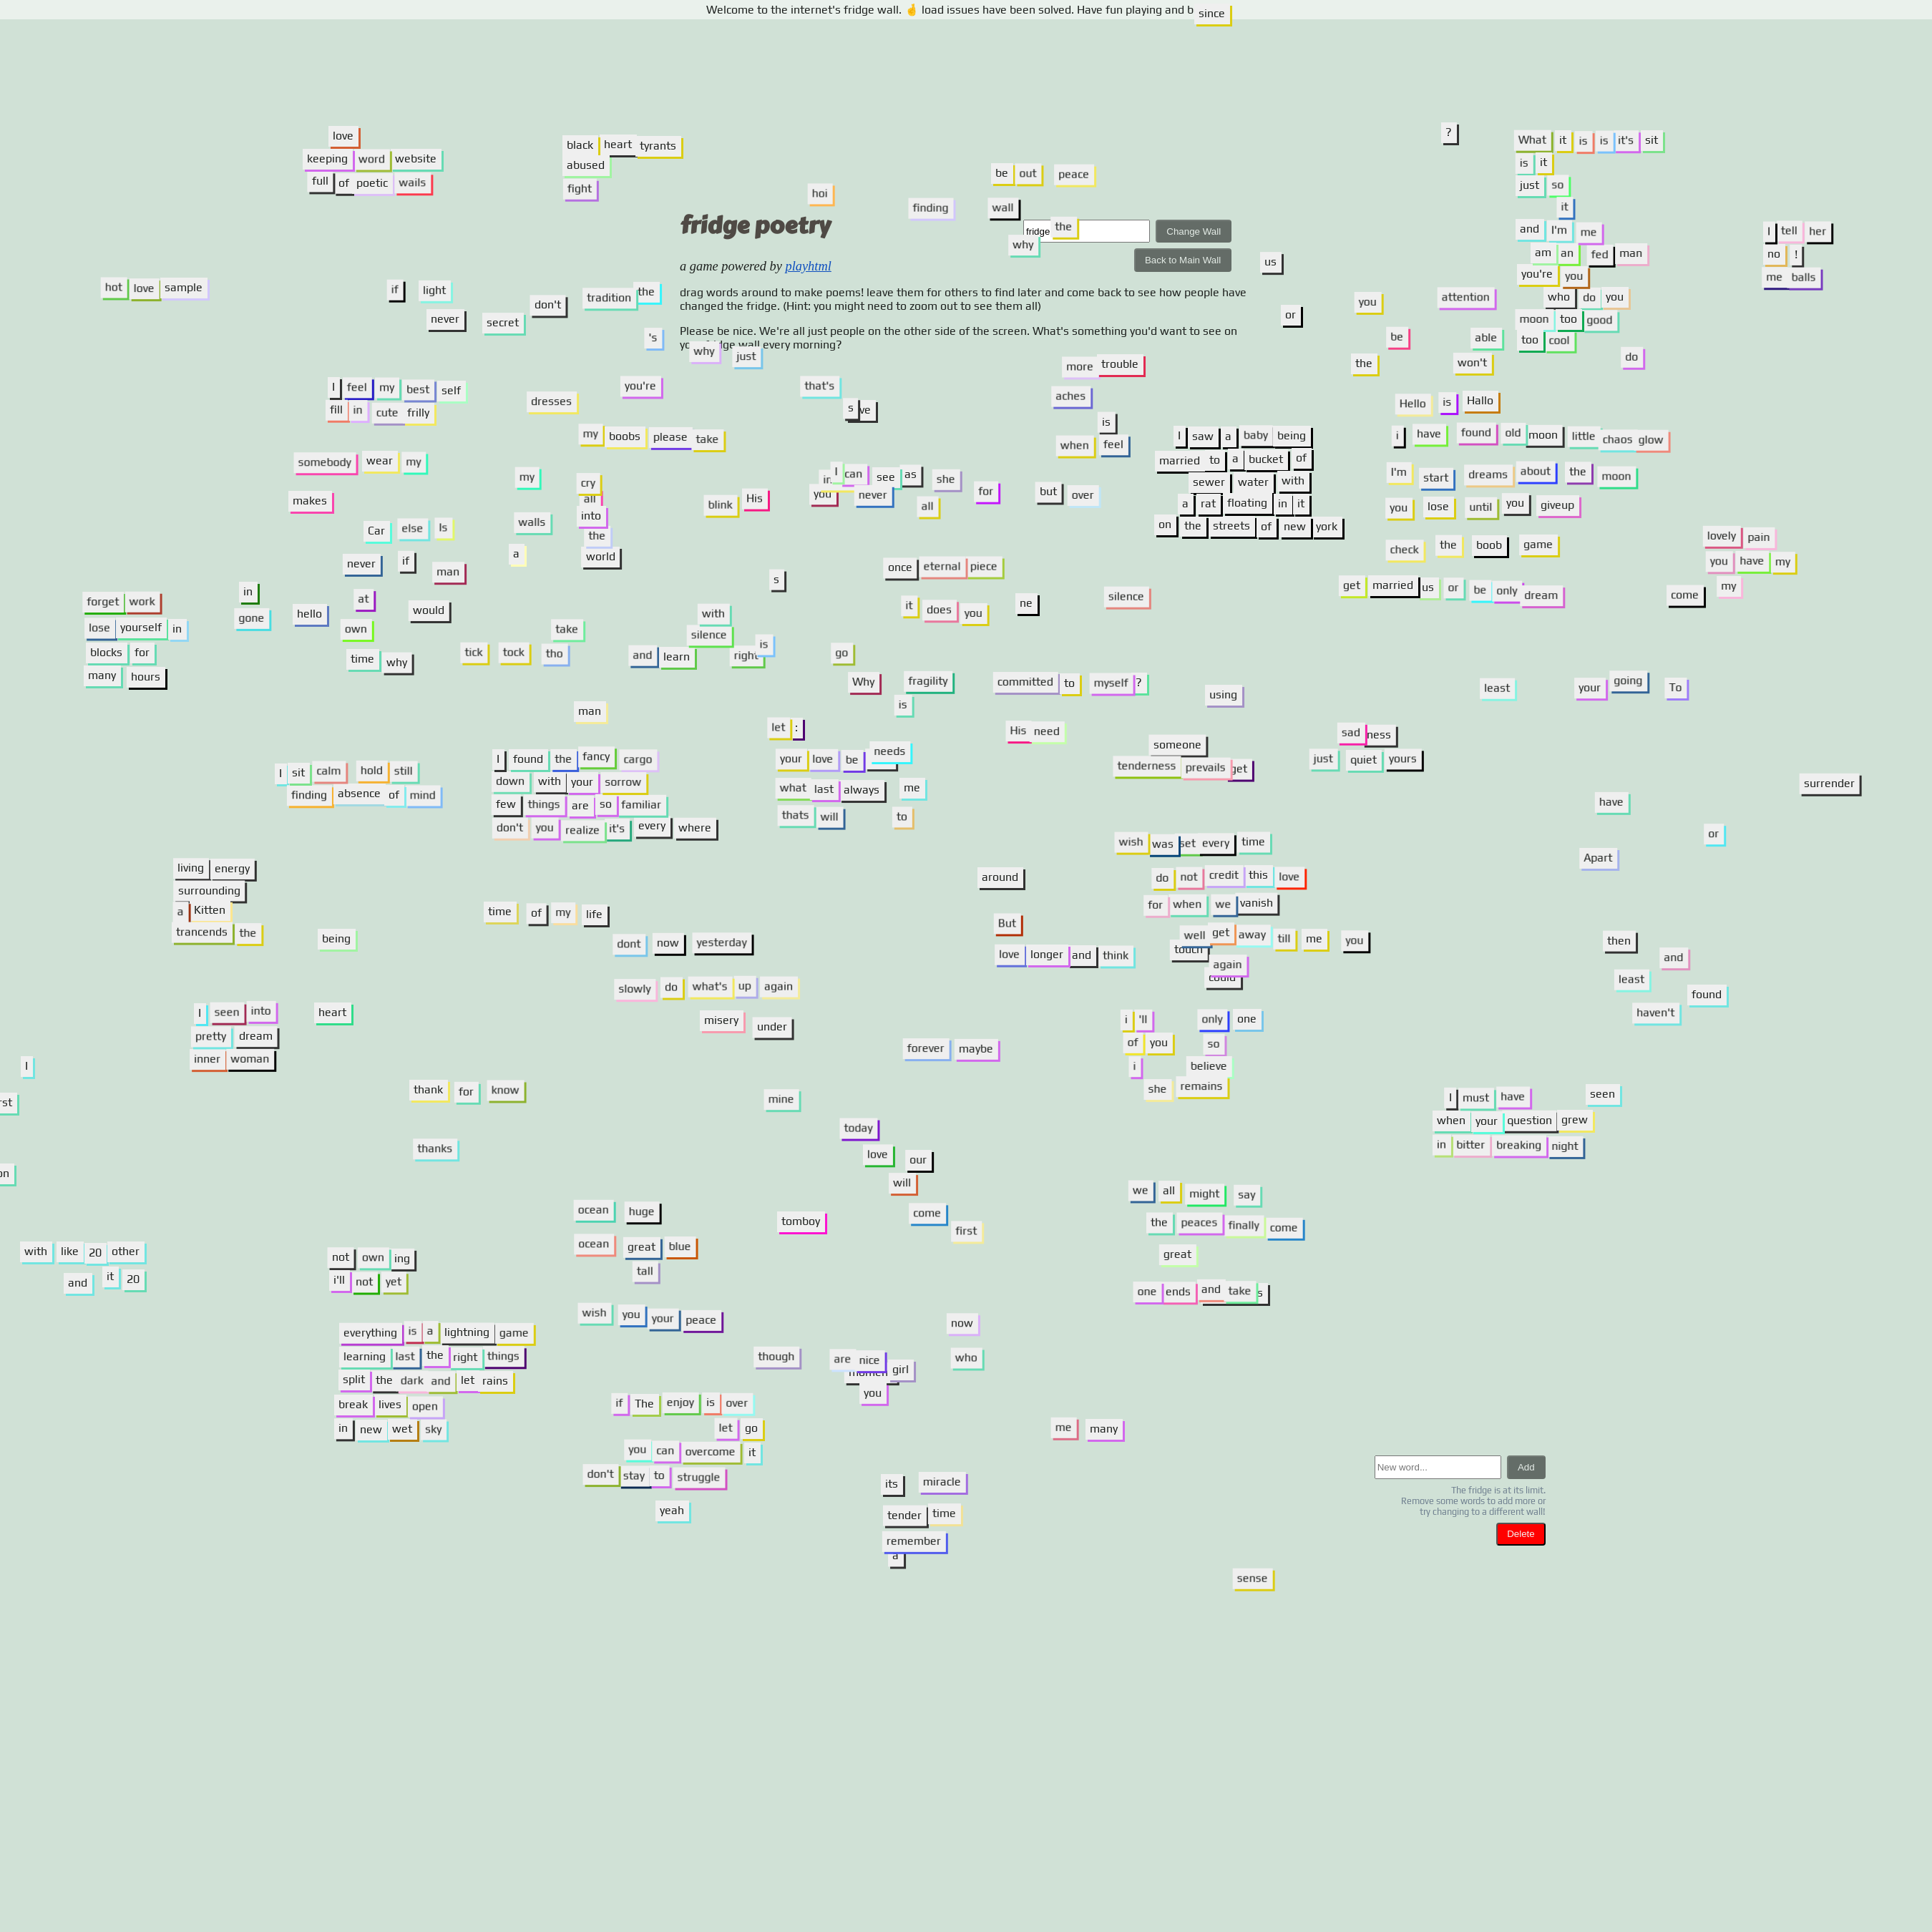 Welcome to the internet's fridge wall. 🤞 load issues have been solved. Have fun playing and b
since
love
keeping word website
full of poetic wails
black heart tyrants
abused
fight
hoi
finding
be out peace
wall
the
why
?
What it is is it's sit
is it
just so
it
and I'm me
am an fed man
you're you
who do you
moon too good
too cool
I tell her
no !
me balls
fridge poetry
fridge
Change Wall
Back to Main Wall
a game powered by playhtml
drag words around to make poems! leave them for others to find later and come back to see how people have
changed the fridge. (Hint: you might need to zoom out to see them all)
Please be nice. We're all just people on the other side of the screen. What's something you'd want to see on
every morning?
us
or
hot love sample
if light
never
secret
don't
tradition the
's
why just
you
attention
be
able
the
won't
do
I feel my best self
fill in cute frilly
dresses
you're
that's
s
more trouble
aches
is
when feel
my boobs please take
Hello is Hallo
i have found old moon little chaos glow
I'm start dreams about the moon
you lose until you giveup
check the boob game
get married us or be only dream
I saw a baby being
married to a bucket of
sewer water with
a rat floating in it
on the streets of new york
somebody wear my
makes
my
walls
a
cry
all
into
the
world
blink His
I can see as she
you never all
for
but over
Car else Is
never if man
at
own
would
time why
in
gone
hello
forget work
lose yourself in
blocks for
many hours
tick tock tho
take
s
with
silence
and learn right is
once eternal piece
it does you
ne
silence
go
lovely pain
you have my
my
come
Why fragility
is
committed to myself ?
using
least
your going To
man
let :
your love be needs
what last always me
thats will to
His need
someone
tenderness prevails get
sad ness
just quiet yours
surrender
have
or
Apart
I sit calm hold still
finding absence of mind
I found the fancy cargo
down with your sorrow
few things are so familiar
don't you realize it's every where
wish was set every time
do not credit this love
for when we vanish
well get away till me you
touch
again
could
living energy
surrounding
a Kitten
trancends the
being
time of my life
around
But
love longer and think
dont now yesterday
slowly do what's up again
misery under
then
and
least
found
haven't
I seen into
pretty dream
inner woman
heart
I
rst
on
forever maybe
i 'll only one
of you so
i believe
she remains
thank for know
mine
thanks
today
love our
will
come
first
I must have seen
when your question grew
in bitter breaking night
we all might say
the peaces finally come
great
one ends and take s
ocean huge
ocean great blue
tall
tomboy
with like 20 other
and it 20
not own ing
i'll not yet
wish you your peace
now
who
everything is a lightning game
learning last the right things
split the dark and let rains
break lives open
in new wet sky
though
are nice
girl
you
if The enjoy is over
let go
you can overcome it
don't stay to struggle
yeah
me many
its miracle
tender time
remember
a
New word...
Add
The fridge is at its limit.
Remove some words to add more or
try changing to a different wall!
Delete
sense